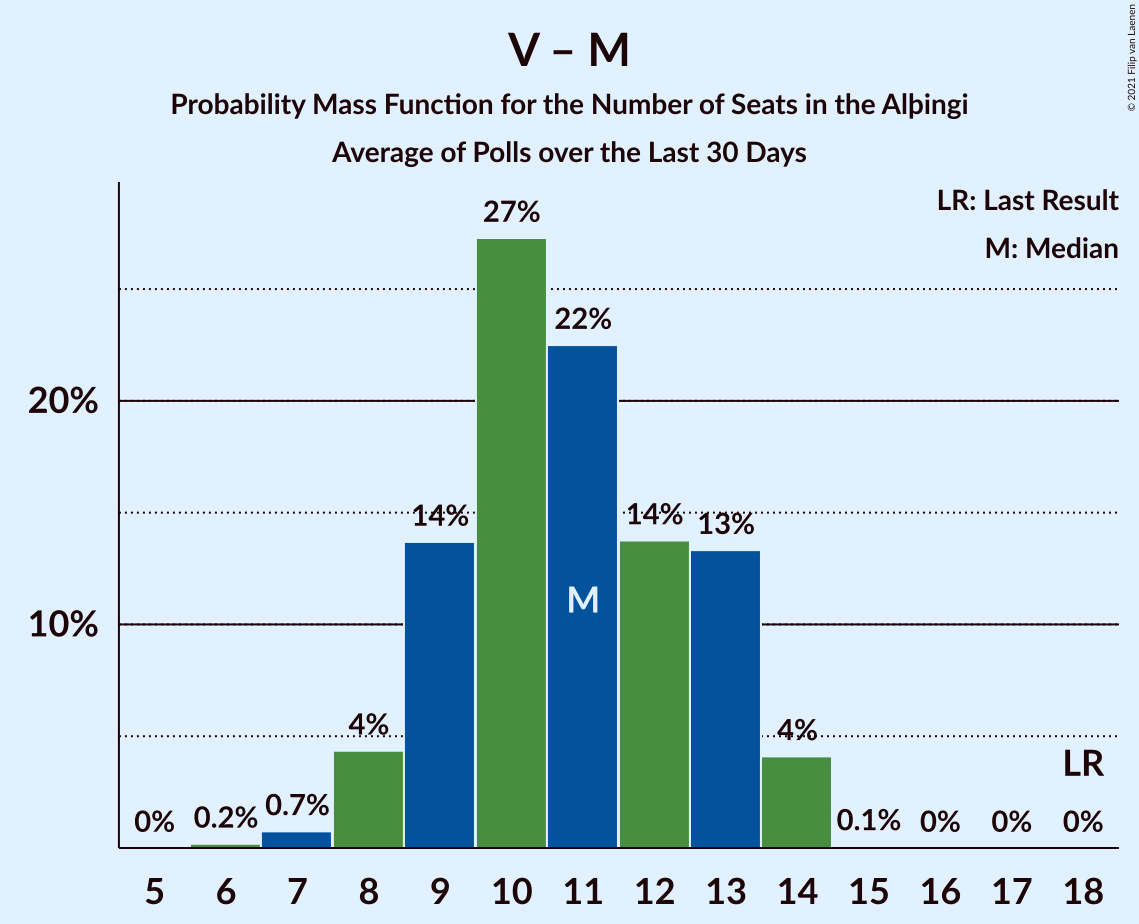 V – M
Probability Mass Function for the Number of Seats in the Alþingi
Average of Polls over the Last 30 Days
© 2021 Filip van Laenen
LR: Last Result
M: Median
27%
22%
20%
14%
14%
13%
M
10%
4%
4%
LR
0%
0.2%
0.7%
0.1%
0%
0%
0%
5 6 7 8 9 10 11 12 13 14 15 16 17 18